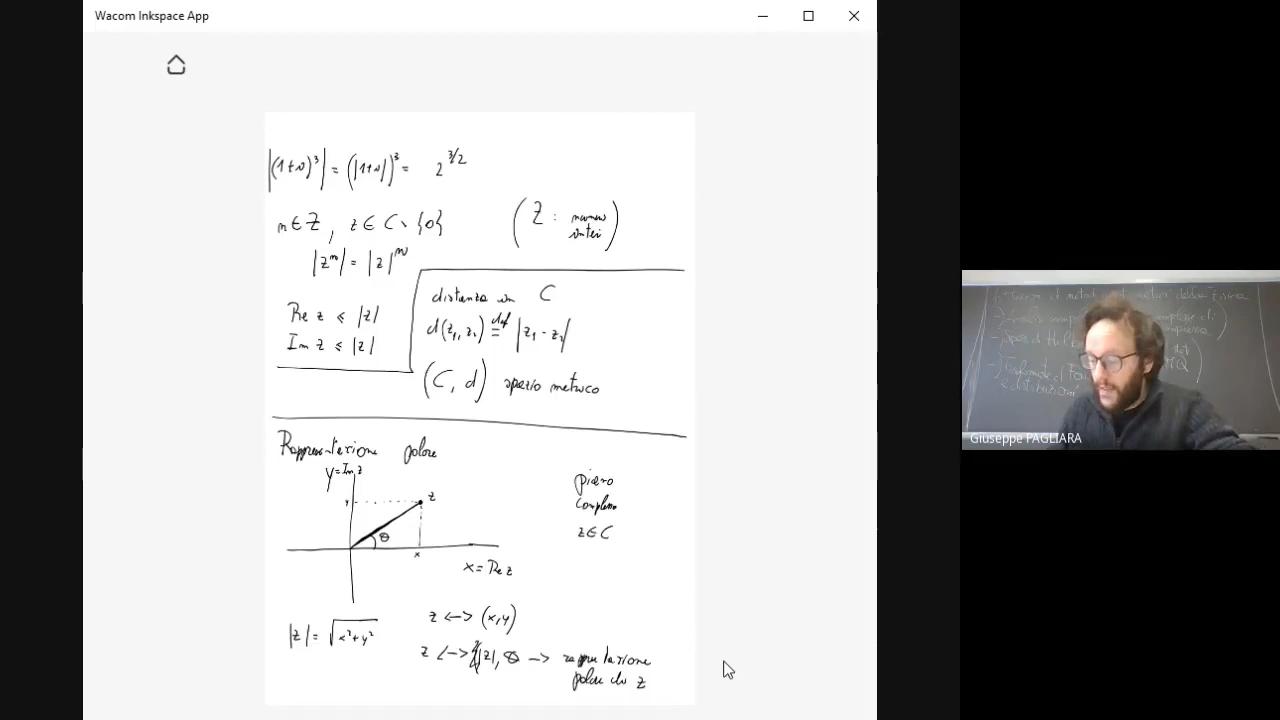 Wacom Inkspace App
|(1+i)³| = (|1+i|)³ = 2^{3/2}
n ∈ Z, z ∈ C \ {0}
(Z : numeri interi)
|zⁿ| = |z|ⁿ
Re z ≤ |z|
Im z ≤ |z|
distanza in C
d(z₁, z₂) ≝ |z₁ - z₂|
(C, d) spazio metrico
Rappresentazione polare
y = Im z
y
z
θ
x
x = Re z
piano
complesso
z ∈ C
|z| = √(x²+y²)
z <-> (x,y)
z <-> |z|, θ -> rappresentazione
polare di z
Giuseppe PAGLIARA